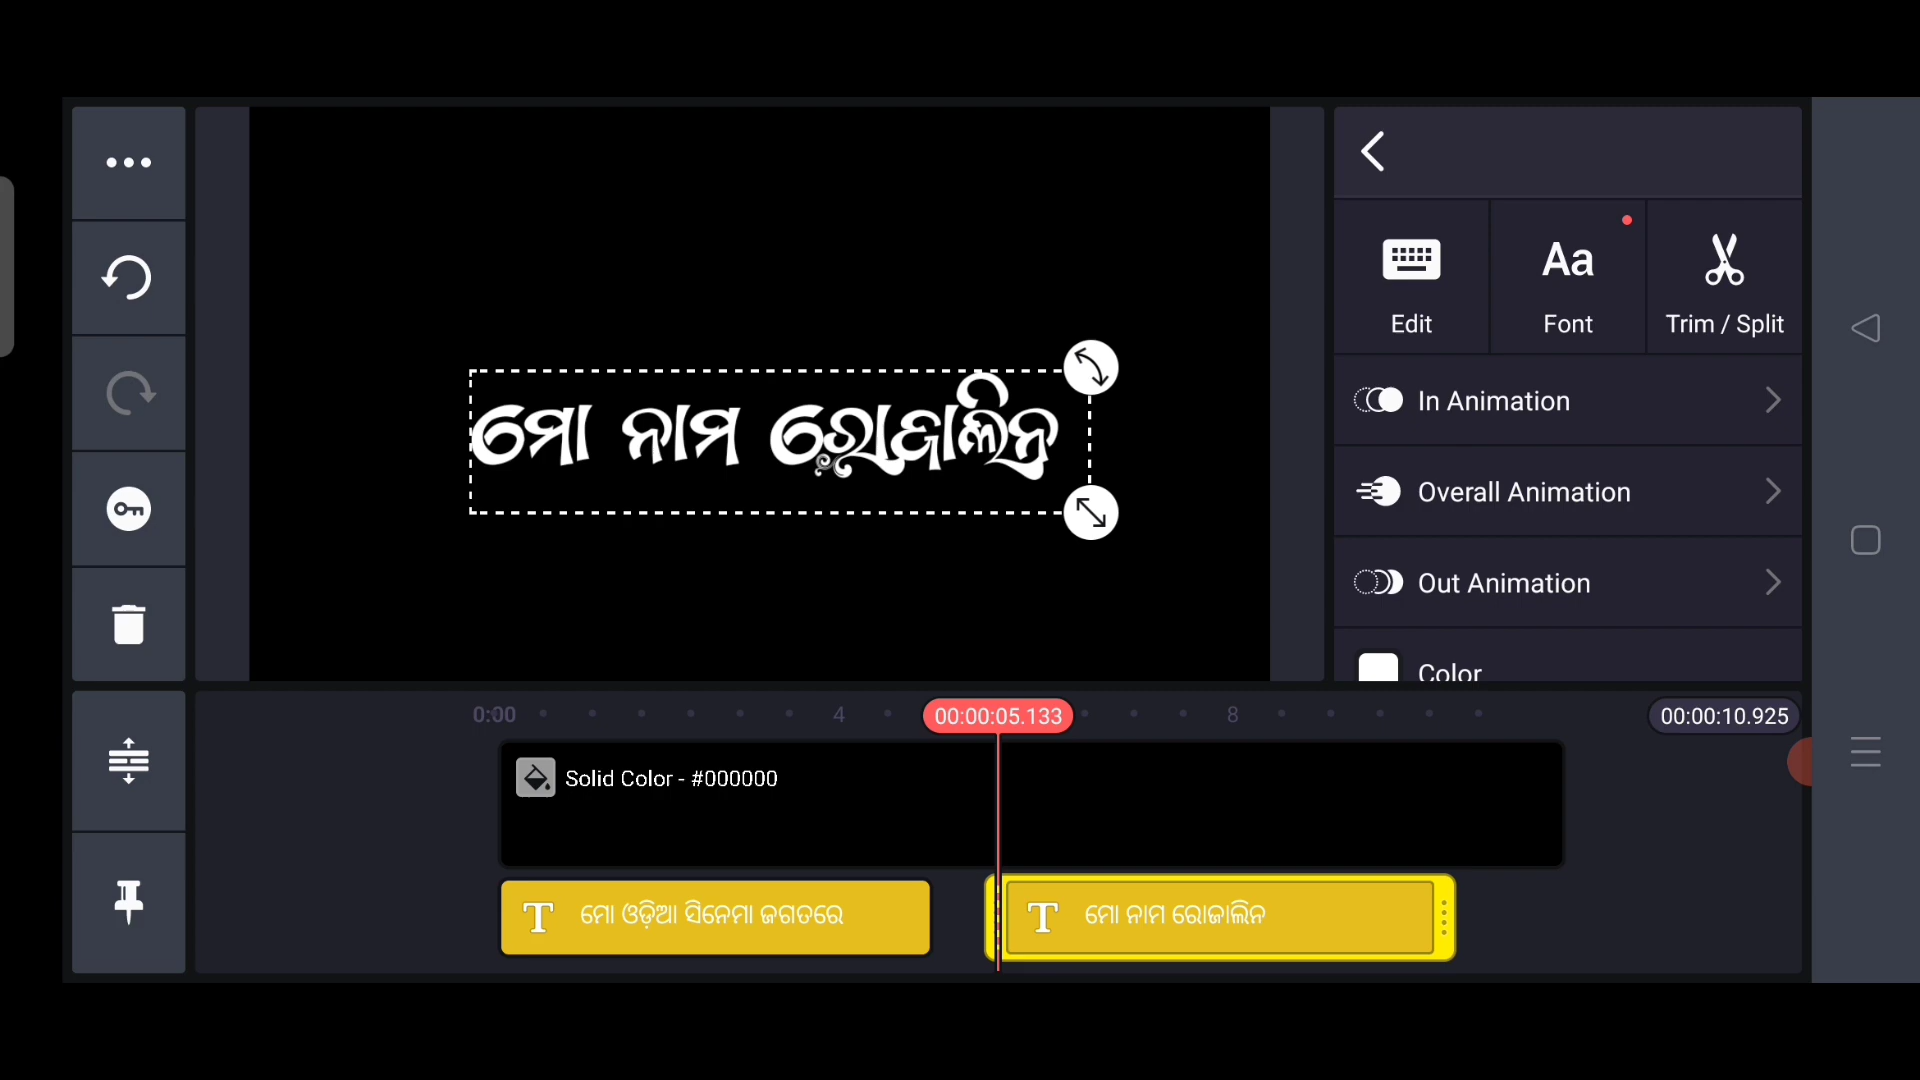 ମୋ ନାମ ରୋଜାଲିନ
Edit
Aa
Font
Trim / Split
In Animation
Overall Animation
Out Animation
Color
0:00
4
00:00:05.133
8
00:00:10.925
Solid Color - #000000
T ମୋ ଓଡ଼ିଆ ସିନେମା ଜଗତରେ
T ମୋ ନାମ ରୋଜାଲିନ